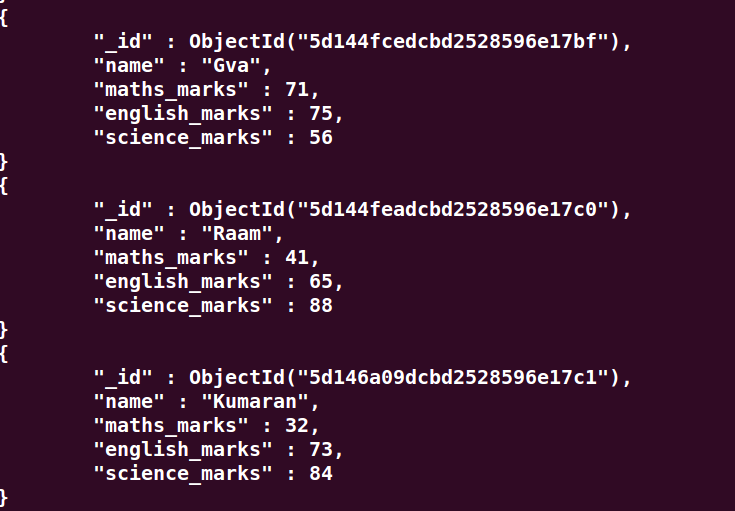 }
{
"_id" : ObjectId("5d144fcedcbd2528596e17bf"),
"name" : "Gva",
"maths_marks" : 71,
"english_marks" : 75,
"science_marks" : 56
}
{
"_id" : ObjectId("5d144feadcbd2528596e17c0"),
"name" : "Raam",
"maths_marks" : 41,
"english_marks" : 65,
"science_marks" : 88
}
{
"_id" : ObjectId("5d146a09dcbd2528596e17c1"),
"name" : "Kumaran",
"maths_marks" : 32,
"english_marks" : 73,
"science_marks" : 84
}